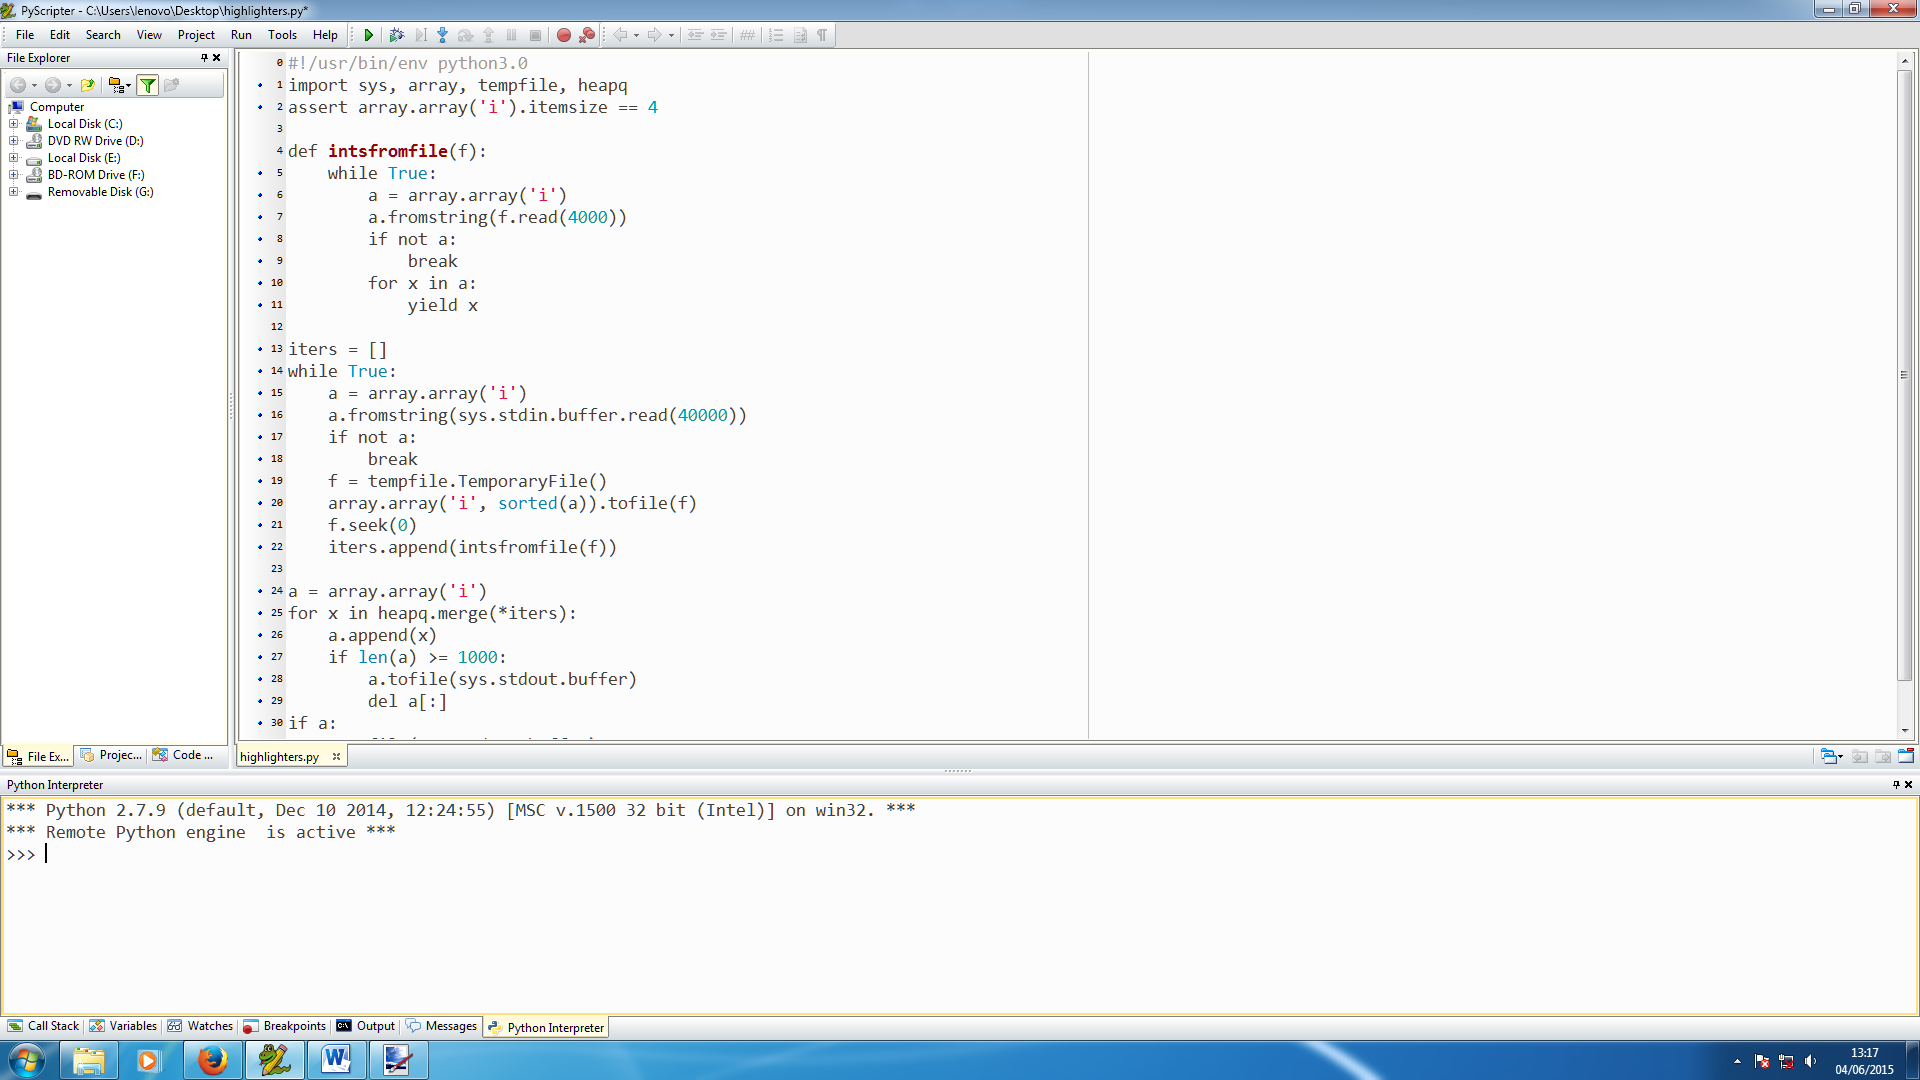 PyScripter - C:\Users\lenovo\Desktop\highlighters.py*
File Edit Search View Project Run Tools Help
File Explorer
Computer
Local Disk (C:)
DVD RW Drive (D:)
Local Disk (E:)
BD-ROM Drive (F:)
Removable Disk (G:)
File Ex... Projec... Code ...
0 #!/usr/bin/env python3.0
1 import sys, array, tempfile, heapq
2 assert array.array('i').itemsize == 4
3
4 def intsfromfile(f):
5     while True:
6         a = array.array('i')
7         a.fromstring(f.read(4000))
8         if not a:
9             break
10         for x in a:
11             yield x
12
13 iters = []
14 while True:
15     a = array.array('i')
16     a.fromstring(sys.stdin.buffer.read(40000))
17     if not a:
18         break
19     f = tempfile.TemporaryFile()
20     array.array('i', sorted(a)).tofile(f)
21     f.seek(0)
22     iters.append(intsfromfile(f))
23
24 a = array.array('i')
25 for x in heapq.merge(*iters):
26     a.append(x)
27     if len(a) >= 1000:
28         a.tofile(sys.stdout.buffer)
29         del a[:]
30 if a:
highlighters.py
Python Interpreter
*** Python 2.7.9 (default, Dec 10 2014, 12:24:55) [MSC v.1500 32 bit (Intel)] on win32. ***
*** Remote Python engine  is active ***
>>>
Call Stack Variables Watches Breakpoints Output Messages Python Interpreter
13:17
04/06/2015